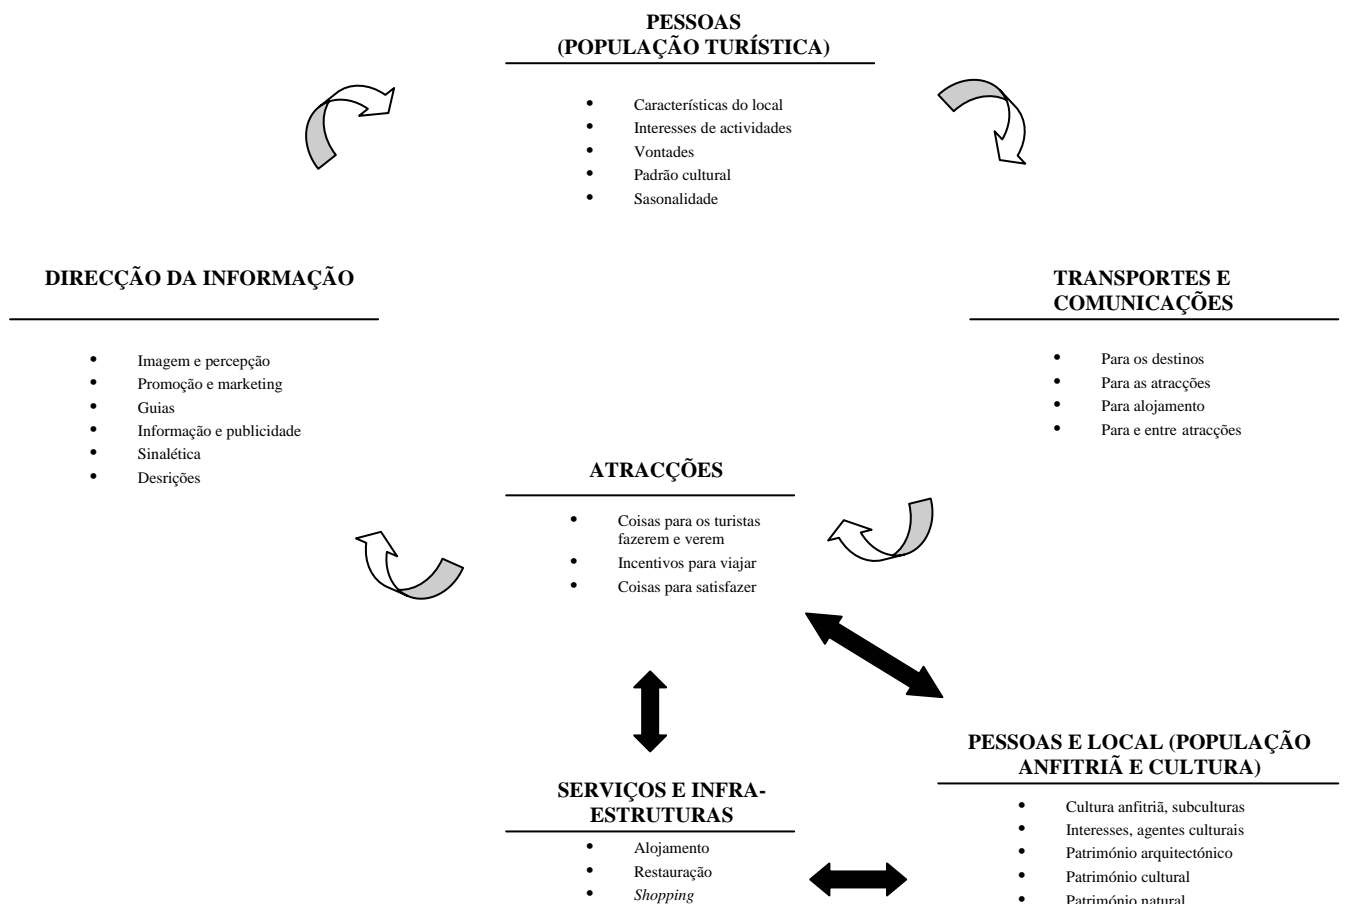 PESSOAS
(POPULAÇÃO TURÍSTICA)
• Características do local
• Interesses de actividades
• Vontades
• Padrão cultural
• Sasonalidade
DIRECÇÃO DA INFORMAÇÃO
• Imagem e percepção
• Promoção e marketing
• Guias
• Informação e publicidade
• Sinalética
• Desrições
TRANSPORTES E
COMUNICAÇÕES
• Para os destinos
• Para as atracções
• Para alojamento
• Para e entre atracções
ATRACÇÕES
• Coisas para os turistas
fazerem e verem
• Incentivos para viajar
• Coisas para satisfazer
SERVIÇOS E INFRA-
ESTRUTURAS
• Alojamento
• Restauração
• Shopping
PESSOAS E LOCAL (POPULAÇÃO
ANFITRIÃ E CULTURA)
• Cultura anfitriã, subculturas
• Interesses, agentes culturais
• Património arquitectónico
• Património cultural
• Património natural